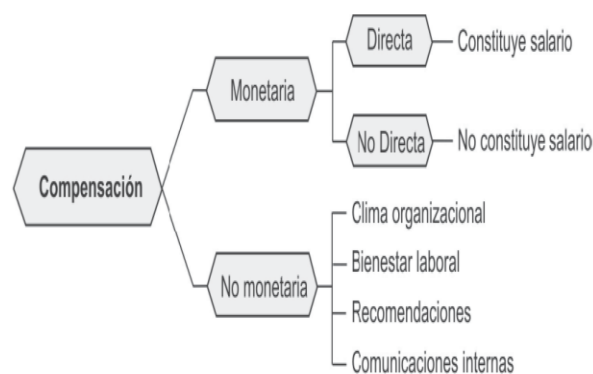 Compensación
Monetaria
Directa
Constituye salario
No Directa
No constituye salario
No monetaria
Clima organizacional
Bienestar laboral
Recomendaciones
Comunicaciones internas